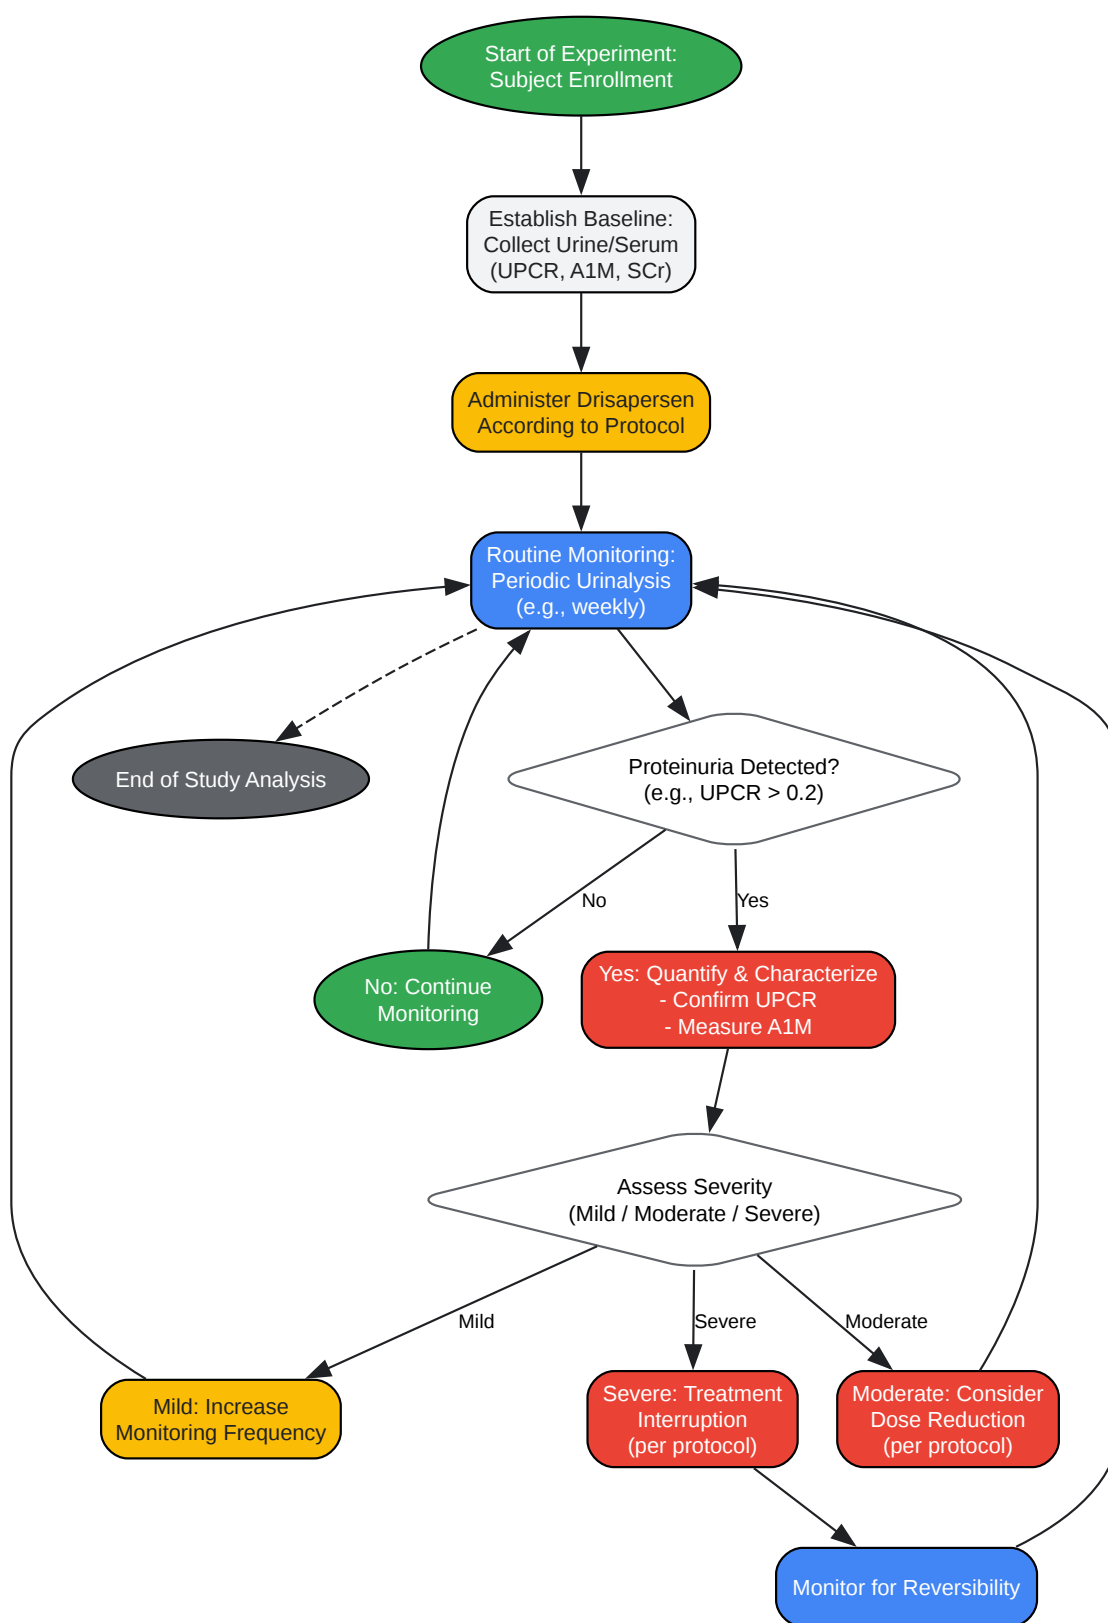 Start of Experiment:
Subject Enrollment
Establish Baseline:
Collect Urine/Serum
(UPCR, A1M, SCr)
Administer Drisapersen
According to Protocol
Routine Monitoring:
Periodic Urinalysis
(e.g., weekly)
End of Study Analysis
Proteinuria Detected?
(e.g., UPCR > 0.2)
No
Yes
No: Continue
Monitoring
Yes: Quantify & Characterize
- Confirm UPCR
- Measure A1M
Assess Severity
(Mild / Moderate / Severe)
Mild
Severe
Moderate
Mild: Increase
Monitoring Frequency
Severe: Treatment
Interruption
(per protocol)
Moderate: Consider
Dose Reduction
(per protocol)
Monitor for Reversibility